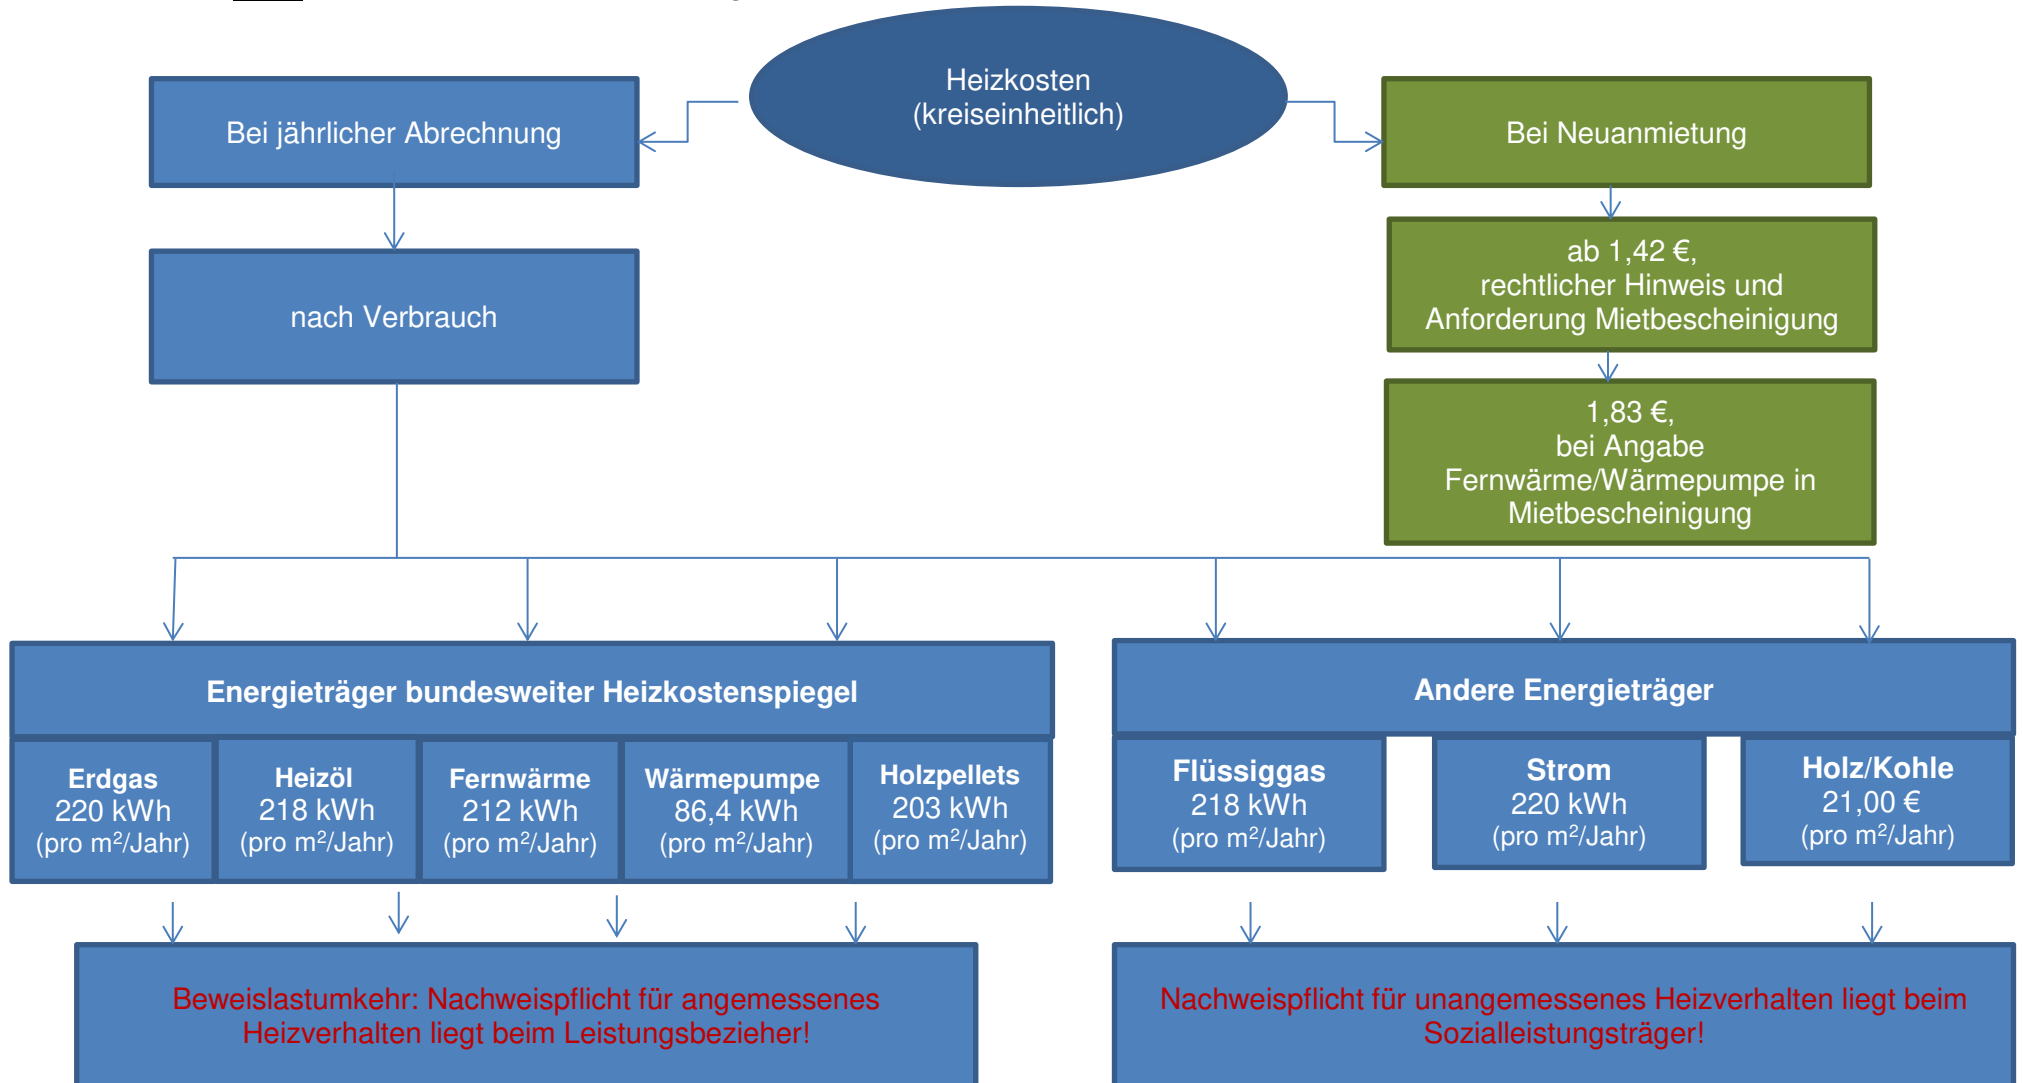 Heizkosten
(kreiseinheitlich)
Bei jährlicher Abrechnung
Bei Neuanmietung
nach Verbrauch
ab 1,42 €,
rechtlicher Hinweis und
Anforderung Mietbescheinigung
1,83 €,
bei Angabe
Fernwärme/Wärmepumpe in
Mietbescheinigung
Energieträger bundesweiter Heizkostenspiegel
Erdgas
220 kWh
(pro m²/Jahr)
Heizöl
218 kWh
(pro m²/Jahr)
Fernwärme
212 kWh
(pro m²/Jahr)
Wärmepumpe
86,4 kWh
(pro m²/Jahr)
Holzpellets
203 kWh
(pro m²/Jahr)
Andere Energieträger
Flüssiggas
218 kWh
(pro m²/Jahr)
Strom
220 kWh
(pro m²/Jahr)
Holz/Kohle
21,00 €
(pro m²/Jahr)
Beweislastumkehr: Nachweispflicht für angemessenes
Heizverhalten liegt beim Leistungsbezieher!
Nachweispflicht für unangemessenes Heizverhalten liegt beim
Sozialleistungsträger!